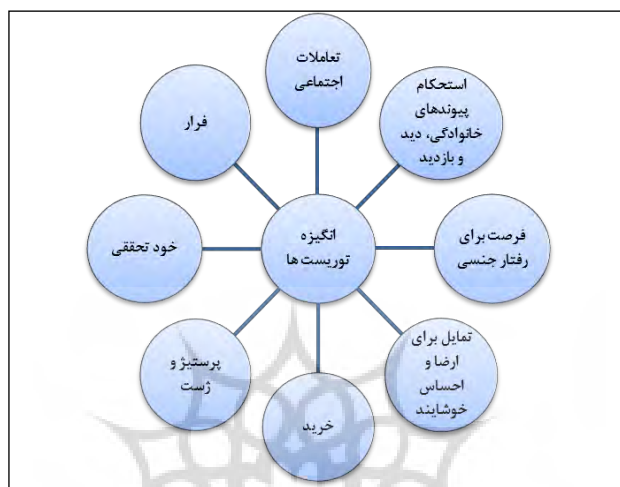 تعاملات
اجتماعی
استحکام
پیوندهای
خانوادگی، دید
و بازدید
فرار
انگیزه
توریست ها
فرصت برای
رفتار جنسی
خود تحققی
تمایل برای
ارضا و
احساس
خوشایند
پرستیژ و
ژست
خرید